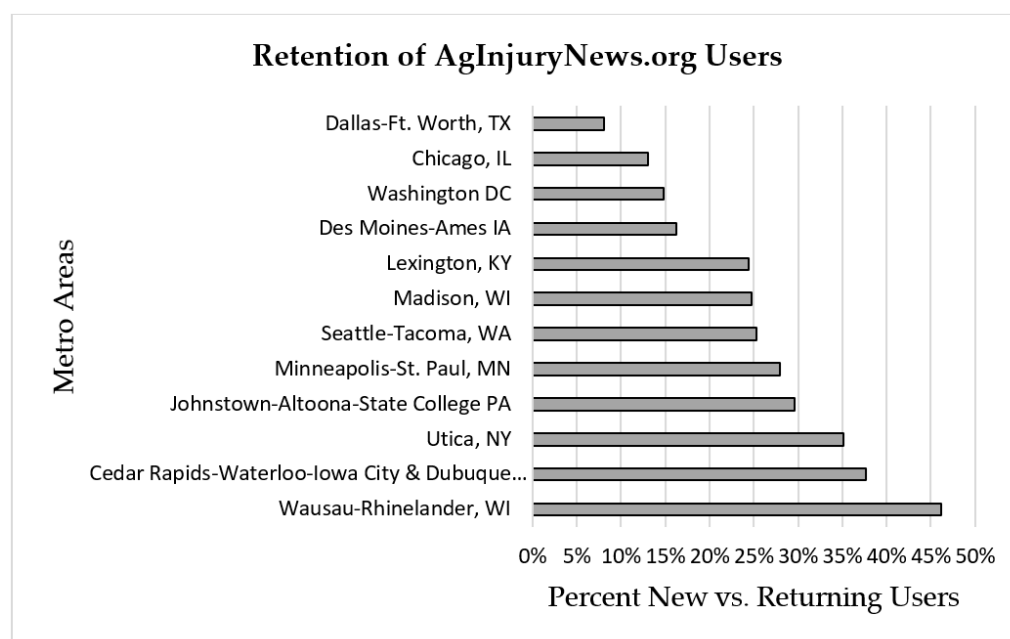 Retention of AgInjuryNews.org Users
Metro Areas
Dallas-Ft. Worth, TX
Chicago, IL
Washington DC
Des Moines-Ames IA
Lexington, KY
Madison, WI
Seattle-Tacoma, WA
Minneapolis-St. Paul, MN
Johnstown-Altoona-State College PA
Utica, NY
Cedar Rapids-Waterloo-Iowa City & Dubuque...
Wausau-Rhinelander, WI
0% 5% 10% 15% 20% 25% 30% 35% 40% 45% 50%
Percent New vs. Returning Users